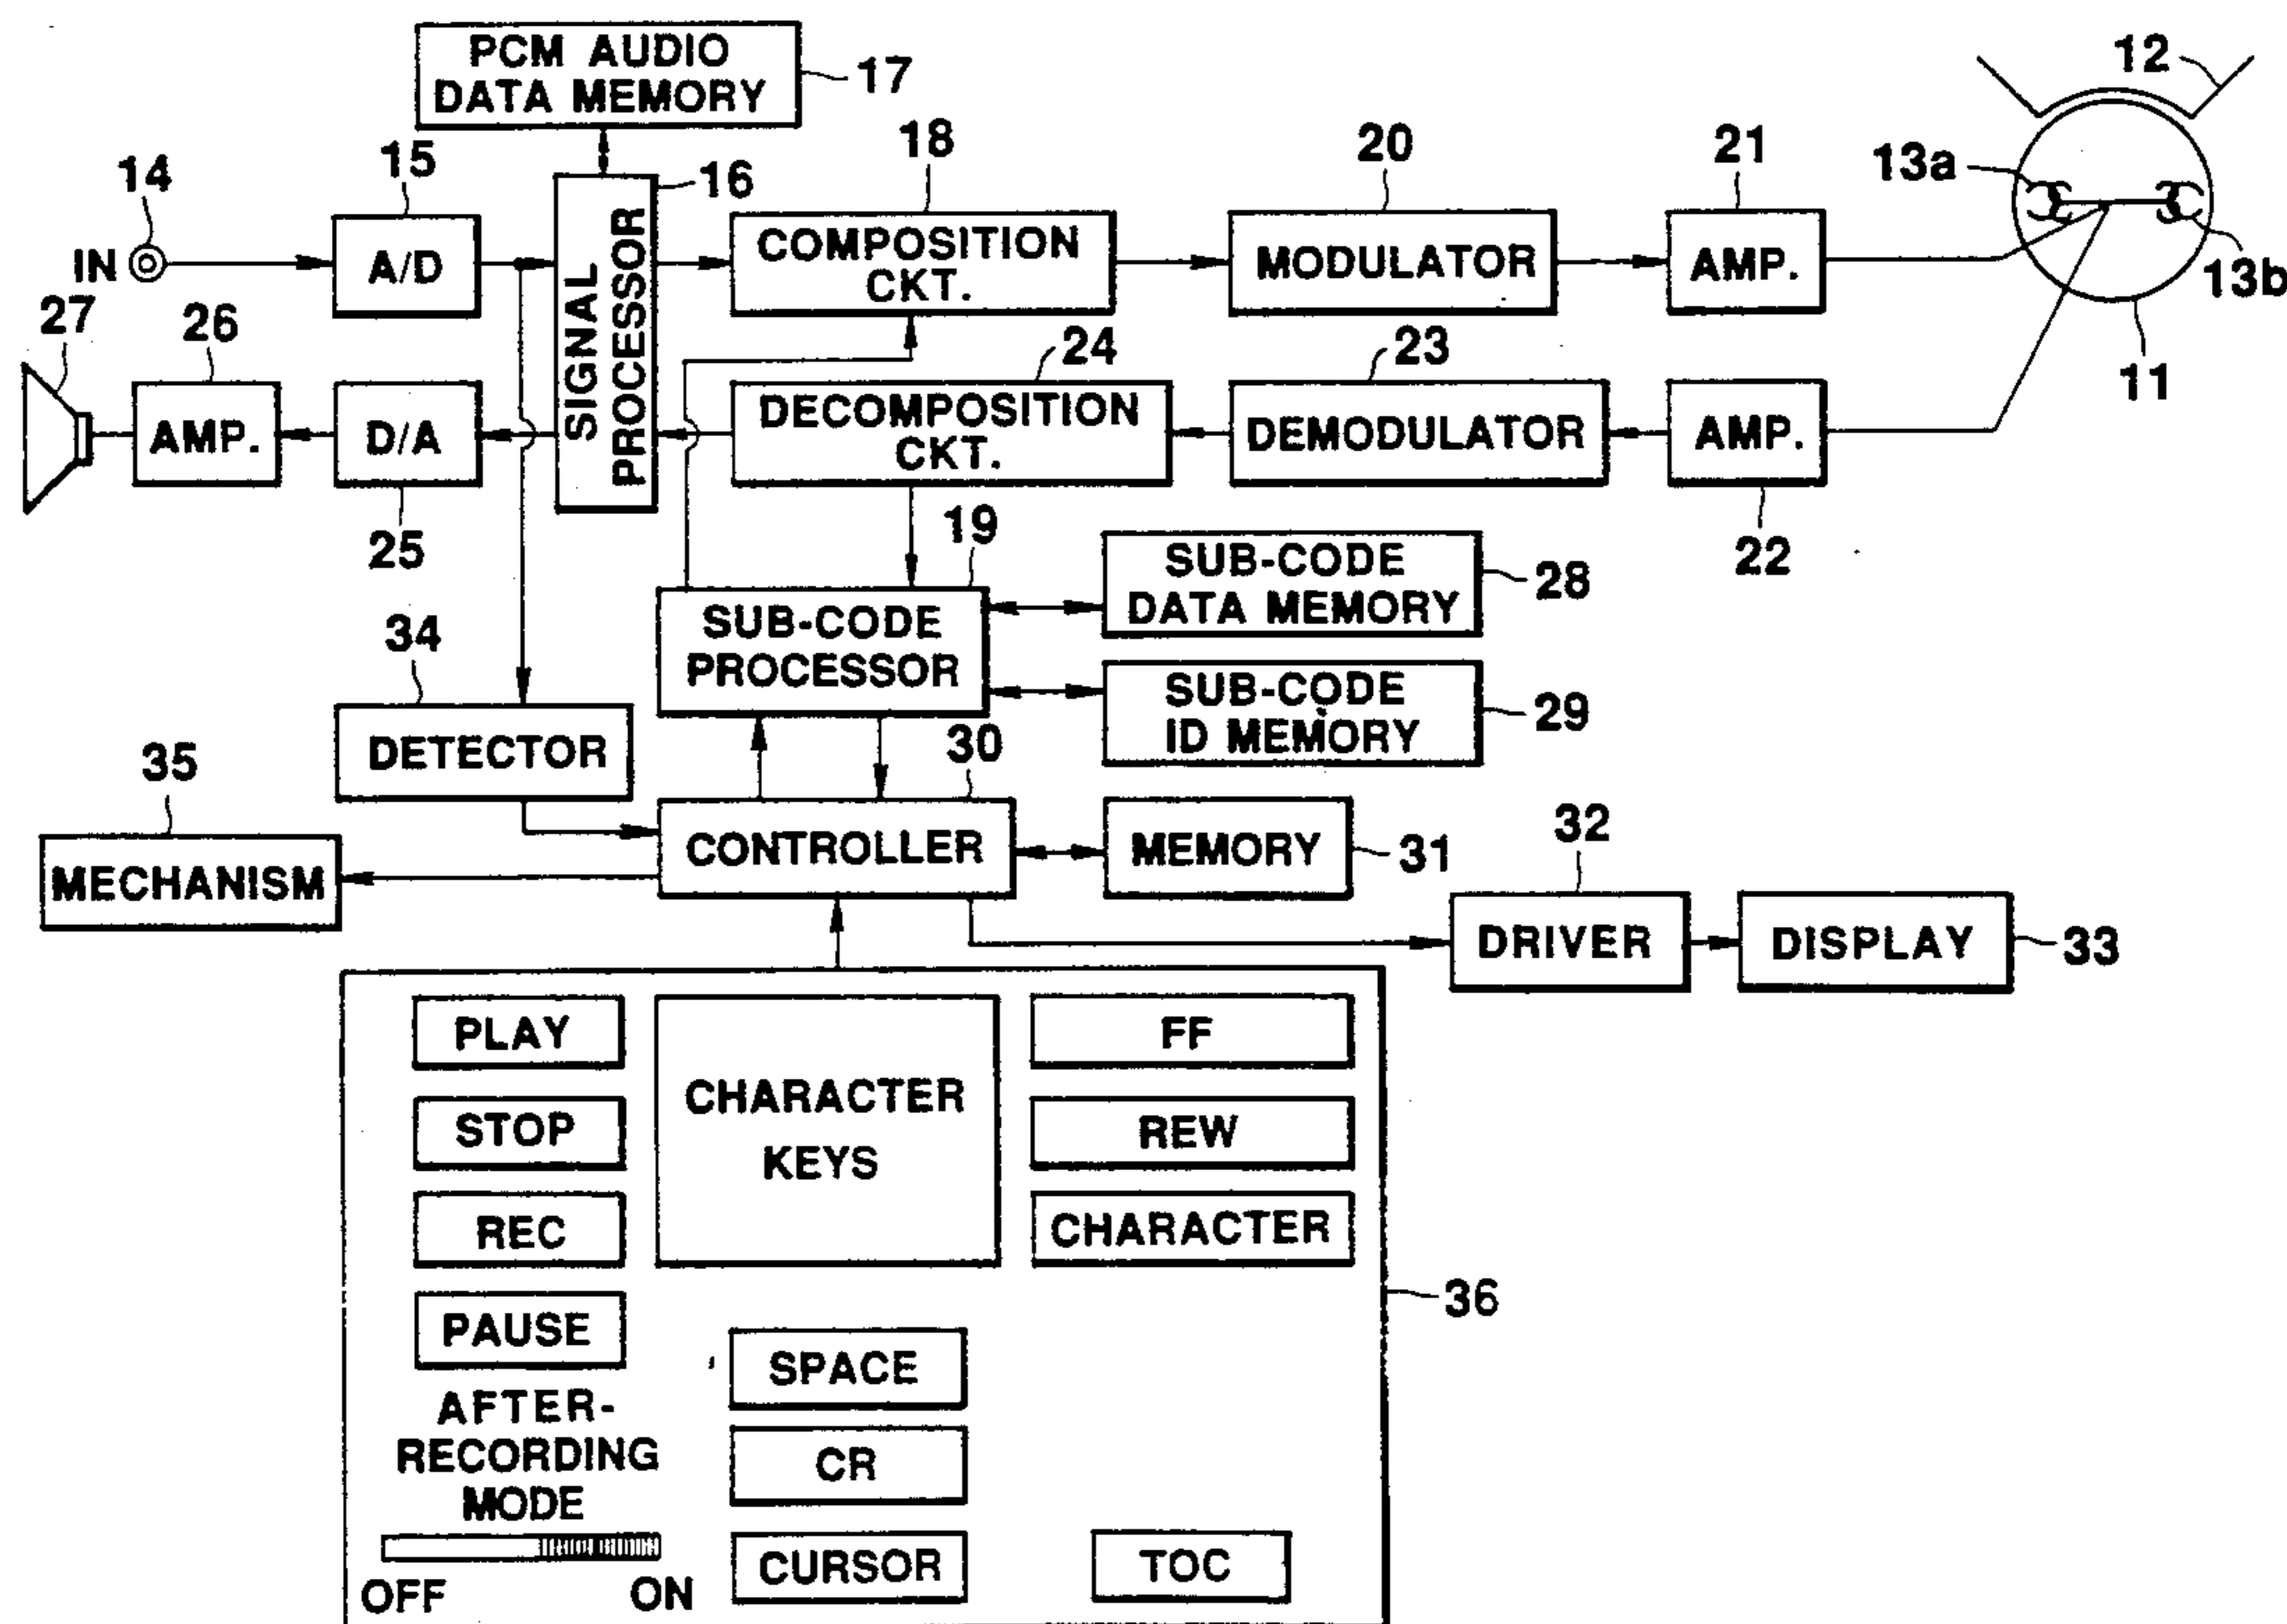 PCM AUDIO
DATA MEMORY
17
12
14
15
16
18
20
21
13a
IN
A/D
SIGNAL
PROCESSOR
COMPOSITION
CKT.
MODULATOR
AMP.
13b
27
26
24
23
11
AMP.
D/A
DECOMPOSITION
CKT.
DEMODULATOR
AMP.
25
19
22
SUB-CODE
DATA MEMORY
28
34
SUB-CODE
PROCESSOR
SUB-CODE
ID MEMORY
29
DETECTOR
30
35
CONTROLLER
MEMORY
31
32
MECHANISM
DRIVER
DISPLAY
33
PLAY
CHARACTER
KEYS
FF
STOP
REW
REC
CHARACTER
36
PAUSE
SPACE
AFTER-
RECORDING
MODE
CR
OFF
ON
CURSOR
TOC